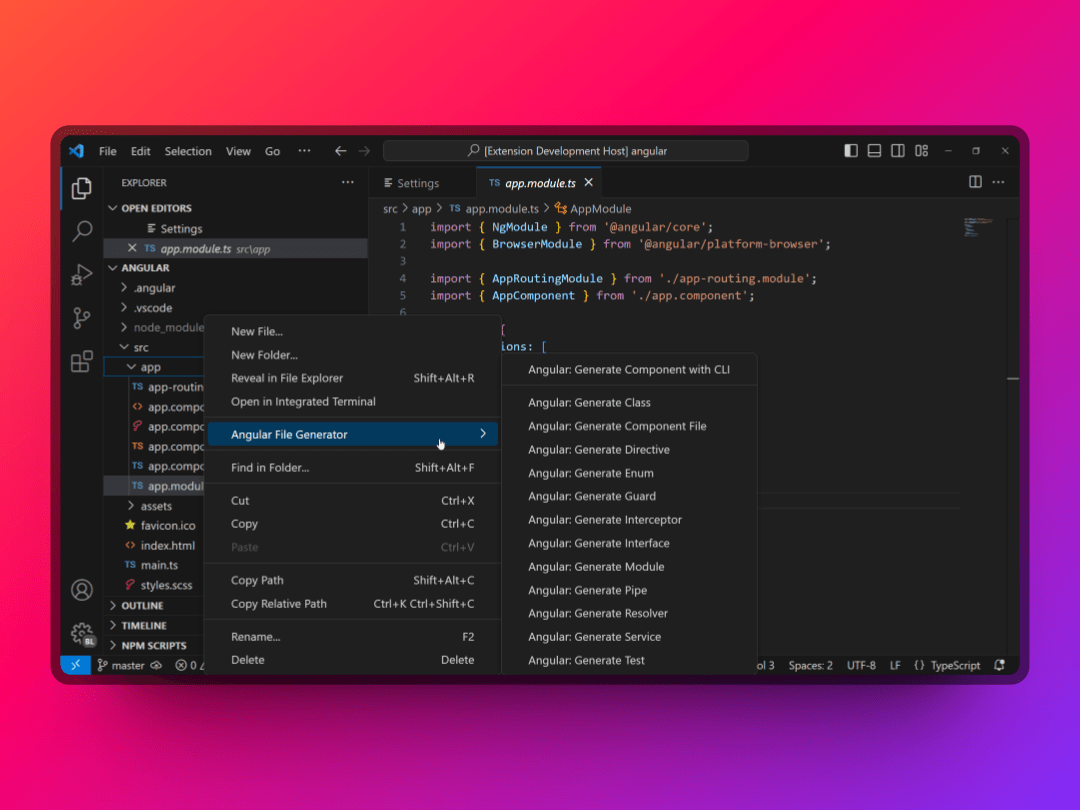 File Edit Selection View Go ··· [Extension Development Host] angular
EXPLORER ···
OPEN EDITORS
Settings
TS app.module.ts src\app
ANGULAR
.angular
.vscode
node_module
src
app
TS app-routin
app.compo
app.compo
TS app.compo
TS app.compo
TS app.modul
assets
favicon.ico
index.html
TS main.ts
styles.scss
OUTLINE
TIMELINE
NPM SCRIPTS
Settings TS app.module.ts
src > app > TS app.module.ts > AppModule
1 import { NgModule } from '@angular/core';
2 import { BrowserModule } from '@angular/platform-browser';
3
4 import { AppRoutingModule } from './app-routing.module';
5 import { AppComponent } from './app.component';
6
{
ions: [
New File...
New Folder...
Reveal in File Explorer Shift+Alt+R
Open in Integrated Terminal
Angular File Generator
Find in Folder... Shift+Alt+F
Cut Ctrl+X
Copy Ctrl+C
Paste Ctrl+V
Copy Path Shift+Alt+C
Copy Relative Path Ctrl+K Ctrl+Shift+C
Rename... F2
Delete Delete
Angular: Generate Component with CLI
Angular: Generate Class
Angular: Generate Component File
Angular: Generate Directive
Angular: Generate Enum
Angular: Generate Guard
Angular: Generate Interceptor
Angular: Generate Interface
Angular: Generate Module
Angular: Generate Pipe
Angular: Generate Resolver
Angular: Generate Service
Angular: Generate Test
BL
master 0 ol 3 Spaces: 2 UTF-8 LF {} TypeScript